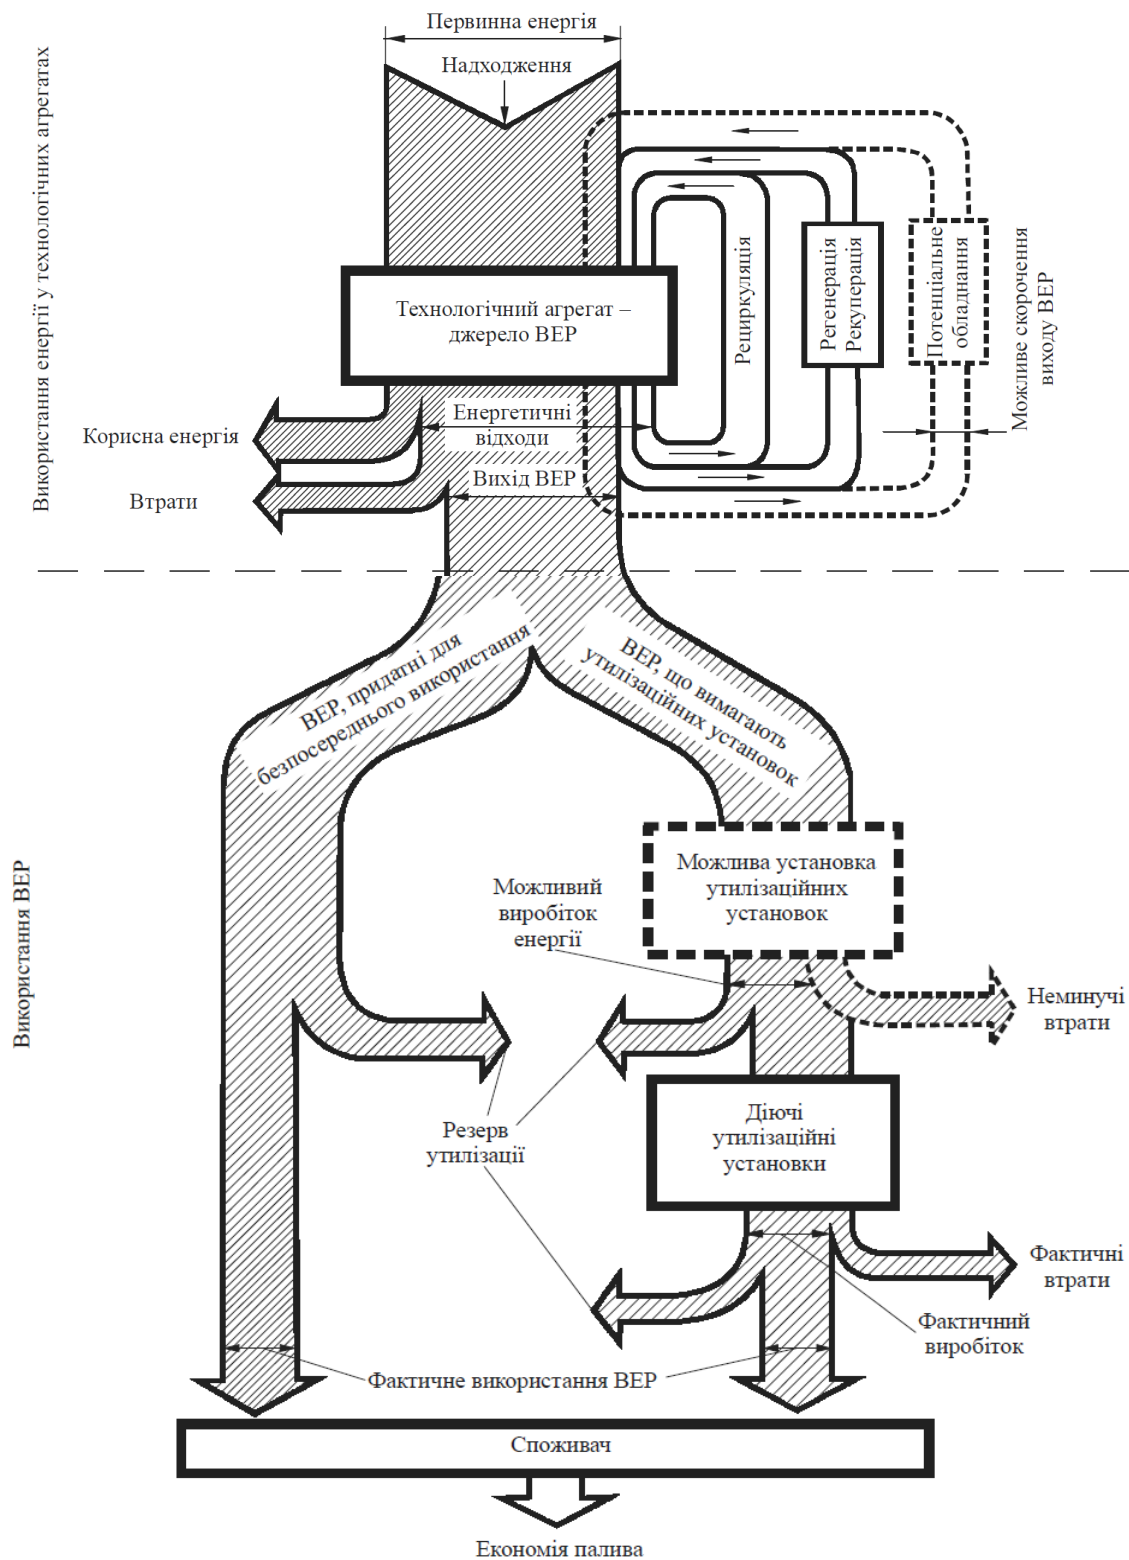 Первинна енергія
Надходження
Використання енергії у технологічних агрегатах
Технологічний агрегат –
джерело ВЕР
Рециркуляція
Регенерація
Рекуперація
Потенціальне
обладнання
Можливе скорочення
виходу ВЕР
Корисна енергія
Енергетичні
відходи
Втрати
Вихід ВЕР
ВЕР, придатні для
безпосереднього використання
ВЕР, що вимагають
утилізаційних установок
Використання ВЕР
Можлива установка
утилізаційних
установок
Можливий
виробіток
енергії
Неминучі
втрати
Резерв
утилізації
Діючі
утилізаційні
установки
Фактичні
втрати
Фактичний
виробіток
Фактичне використання ВЕР
Споживач
Економія палива